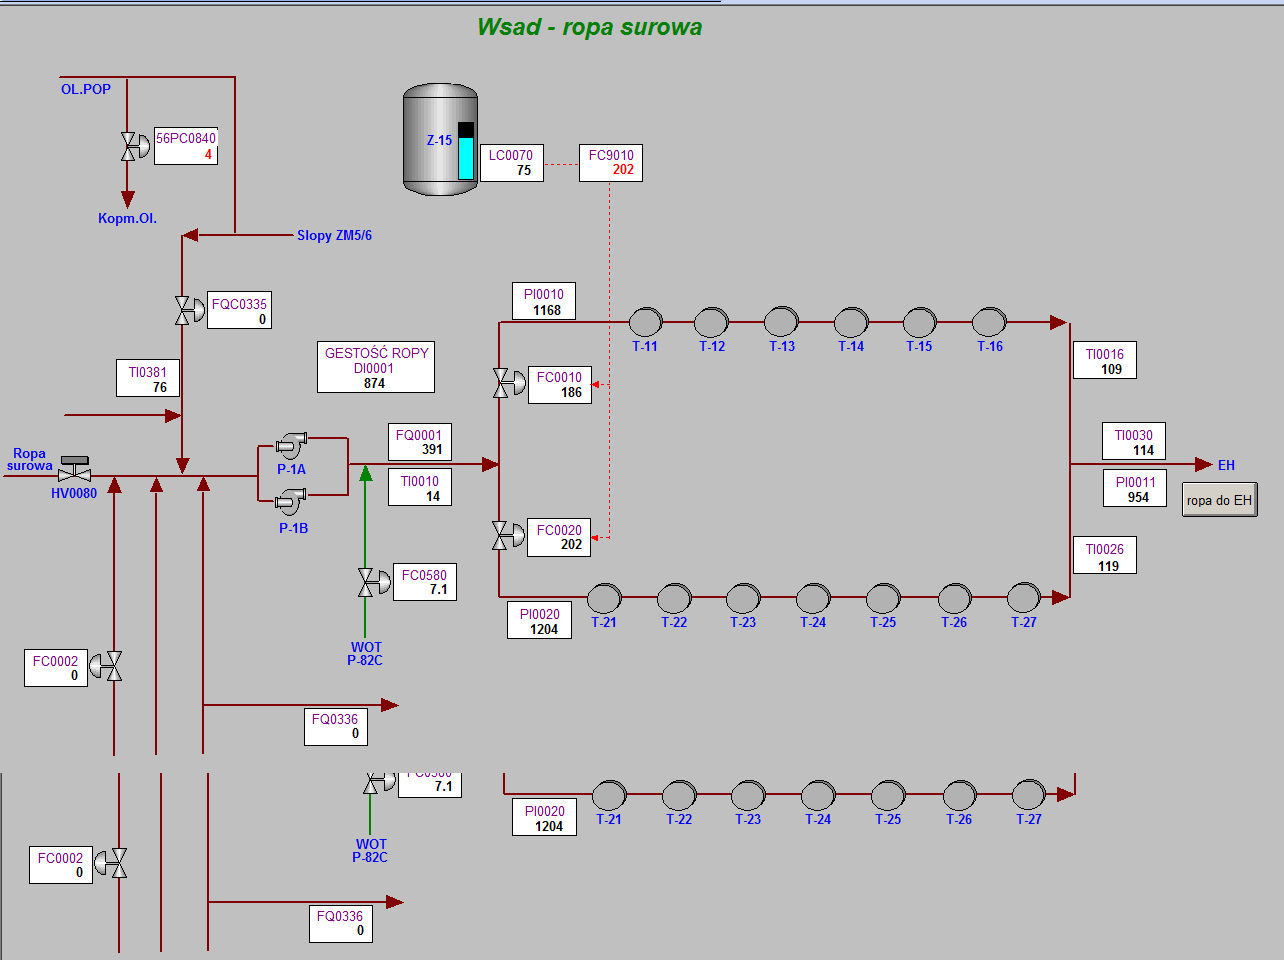 Wsad - ropa surowa
OL.POP
56PC0840
4
Kopm.Ol.
Z-15
LC0070
75
FC9010
202
Slopy ZM5/6
FQC0335
0
PI0010
1168
T-11
T-12
T-13
T-14
T-15
T-16
TI0381
76
GESTOŚĆ ROPY
DI0001
874
FC0010
186
TI0016
109
Ropa
surowa
HV0080
P-1A
P-1B
FQ0001
391
TI0010
14
TI0030
114
EH
PI0011
954
ropa do EH
FC0020
202
TI0026
119
FC0580
7.1
WOT
P-82C
PI0020
1204
T-21
T-22
T-23
T-24
T-25
T-26
T-27
FC0002
0
FQ0336
0
FC0580
7.1
WOT
P-82C
PI0020
1204
T-21
T-22
T-23
T-24
T-25
T-26
T-27
FC0002
0
FQ0336
0